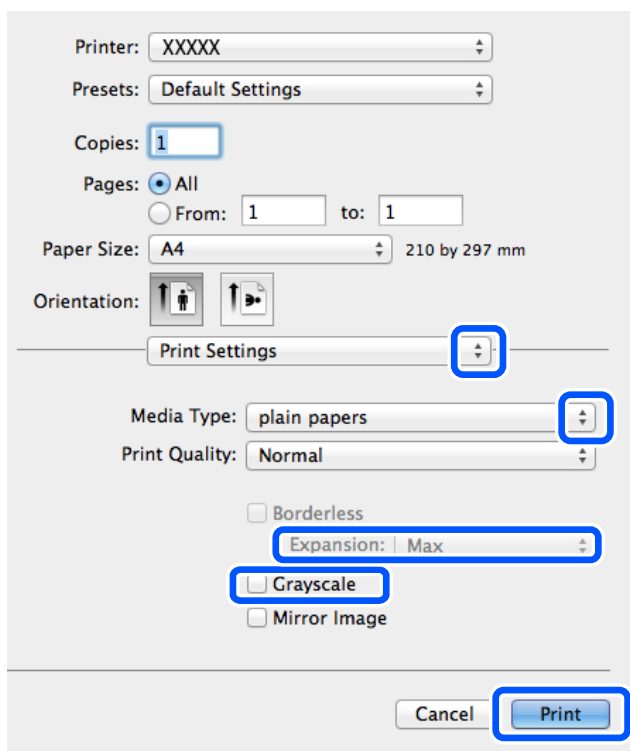 Printer: XXXXX
Presets: Default Settings
Copies: 1
Pages: All
From: 1 to: 1
Paper Size: A4 210 by 297 mm
Orientation:
Print Settings
Media Type: plain papers
Print Quality: Normal
Borderless
Expansion: Max
Grayscale
Mirror Image
Cancel Print